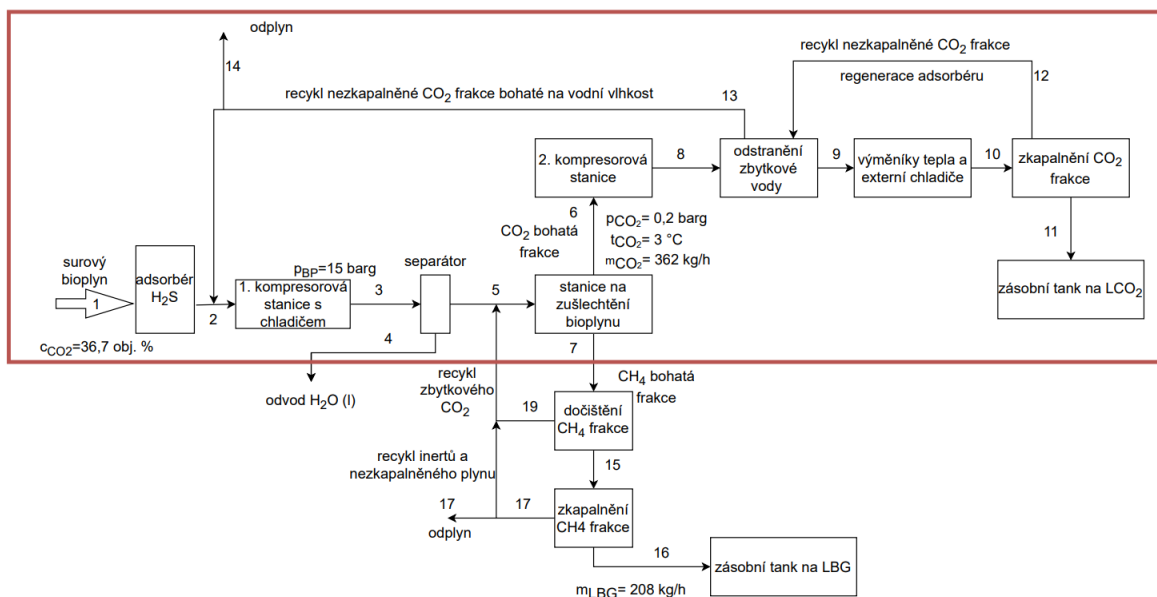 odplyn
14
recykl nezkapalněné CO2 frakce bohaté na vodní vlhkost
13
recykl nezkapalněné CO2 frakce
regenerace adsorbéru
12
2. kompresorová
stanice
8
odstranění
zbytkové
vody
9
výměníky tepla a
externí chladiče
10
zkapalnění CO2
frakce
6
CO2 bohatá
frakce
pCO2= 0,2 barg
tCO2= 3 °C
mCO2= 362 kg/h
11
zásobní tank na LCO2
surový
bioplyn
1
adsorbér
H2S
2
pBP=15 barg
1. kompresorová
stanice s
chladičem
3
separátor
4
5
stanice na
zušlechtění
bioplynu
7
cCO2=36,7 obj. %
odvod H2O (l)
recykl
zbytkového
CO2
CH4 bohatá
frakce
19
dočištění
CH4 frakce
recykl inertů a
nezkapalněného plynu
15
17
odplyn
17
zkapalnění
CH4 frakce
16
zásobní tank na LBG
mLBG= 208 kg/h